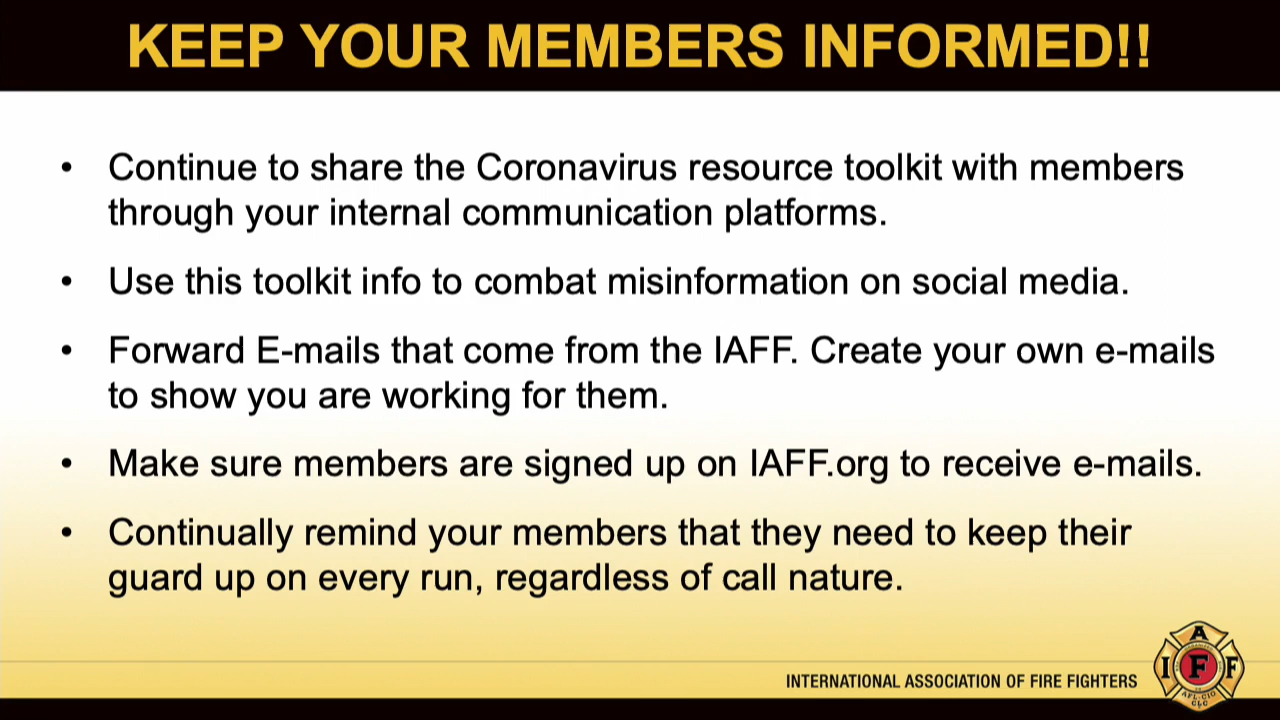 KEEP YOUR MEMBERS INFORMED!!
• Continue to share the Coronavirus resource toolkit with members
through your internal communication platforms.
• Use this toolkit info to combat misinformation on social media.
• Forward E-mails that come from the IAFF. Create your own e-mails
to show you are working for them.
• Make sure members are signed up on IAFF.org to receive e-mails.
• Continually remind your members that they need to keep their
guard up on every run, regardless of call nature.
INTERNATIONAL ASSOCIATION OF FIRE FIGHTERS
A
I F F
AFL-CIO
CLC